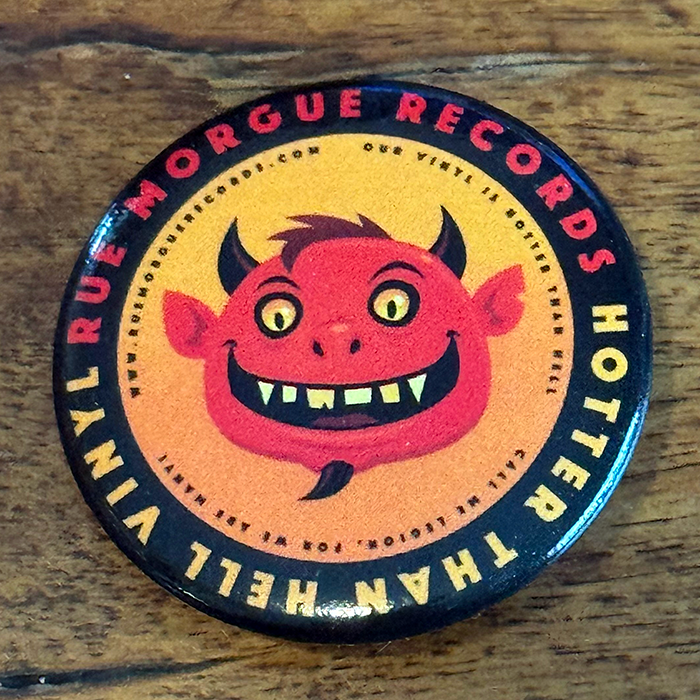 RUE MORGUE RECORDS
HOTTER THAN HELL VINYL
WWW.RUEMORGUERECORDS.COM
OUR VINYL IS HOTTER THAN HELL
CALL ME LEGION, FOR WE ARE MANY!